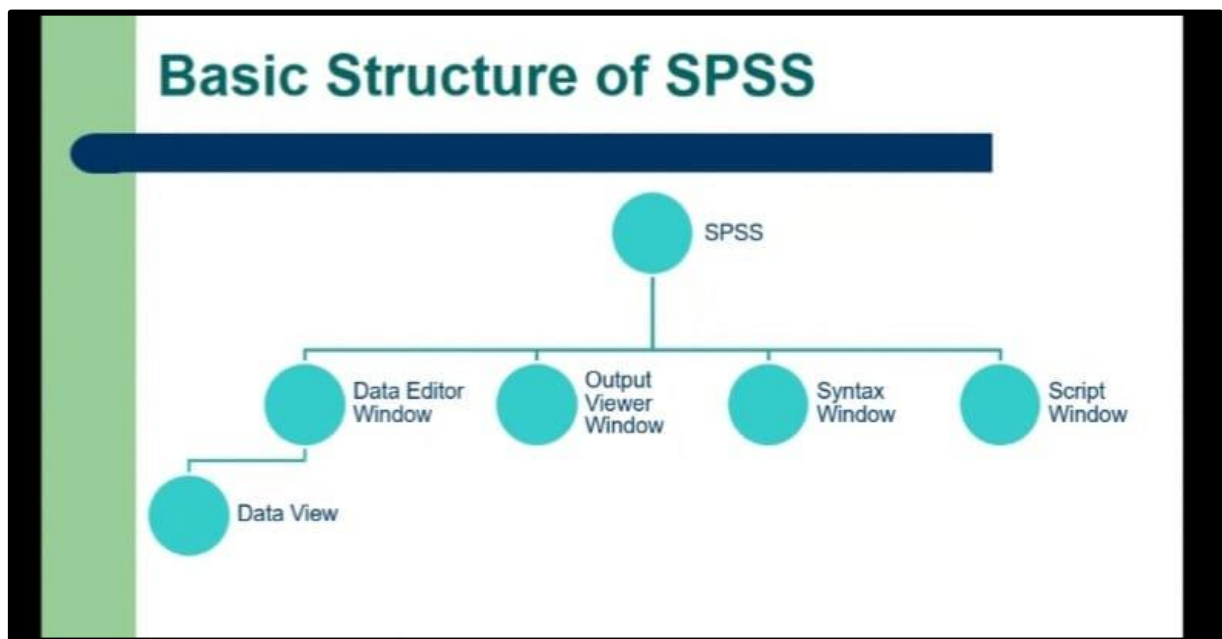 Basic Structure of SPSS
SPSS
Data Editor
Window
Output
Viewer
Window
Syntax
Window
Script
Window
Data View